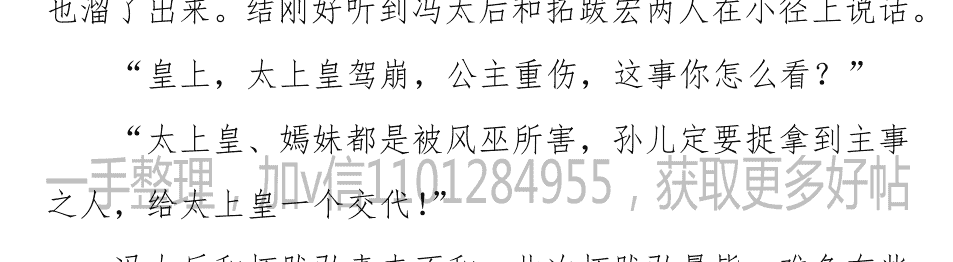 也溜了出来。结刚好听到冯太后和拓跋宏两人在小径上说话。
“皇上，太上皇驾崩，公主重伤，这事你怎么看？”
“太上皇、嫣妹都是被风巫所害，孙儿定要捉拿到主事
一手整理，加v信1101284955，获取更多好帖
之人，给太上皇一个交代！”